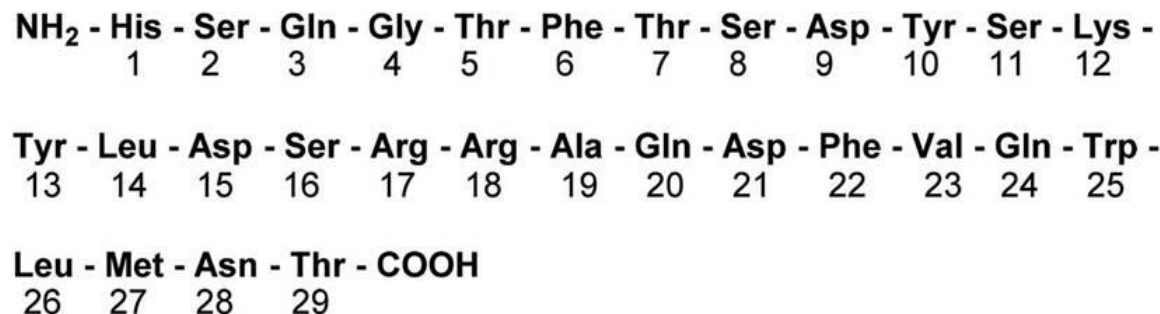 NH₂ - His - Ser - Gln - Gly - Thr - Phe - Thr - Ser - Asp - Tyr - Ser - Lys -
1 2 3 4 5 6 7 8 9 10 11 12
Tyr - Leu - Asp - Ser - Arg - Arg - Ala - Gln - Asp - Phe - Val - Gln - Trp -
13 14 15 16 17 18 19 20 21 22 23 24 25
Leu - Met - Asn - Thr - COOH
26 27 28 29